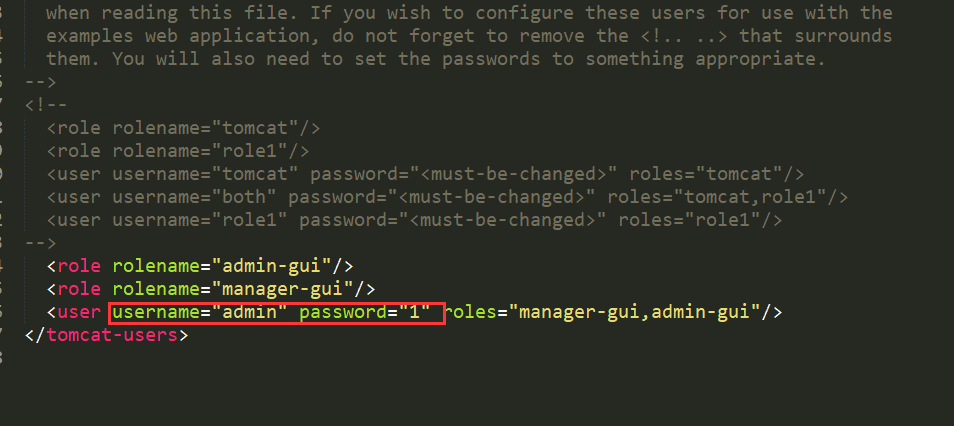 when reading this file. If you wish to configure these users for use with the
examples web application, do not forget to remove the <!.. ..> that surrounds
them. You will also need to set the passwords to something appropriate.
-->
<!--
<role rolename="tomcat"/>
<role rolename="role1"/>
<user username="tomcat" password="<must-be-changed>" roles="tomcat"/>
<user username="both" password="<must-be-changed>" roles="tomcat,role1"/>
<user username="role1" password="<must-be-changed>" roles="role1"/>
-->
<role rolename="admin-gui"/>
<role rolename="manager-gui"/>
<user username="admin" password="1" roles="manager-gui,admin-gui"/>
</tomcat-users>